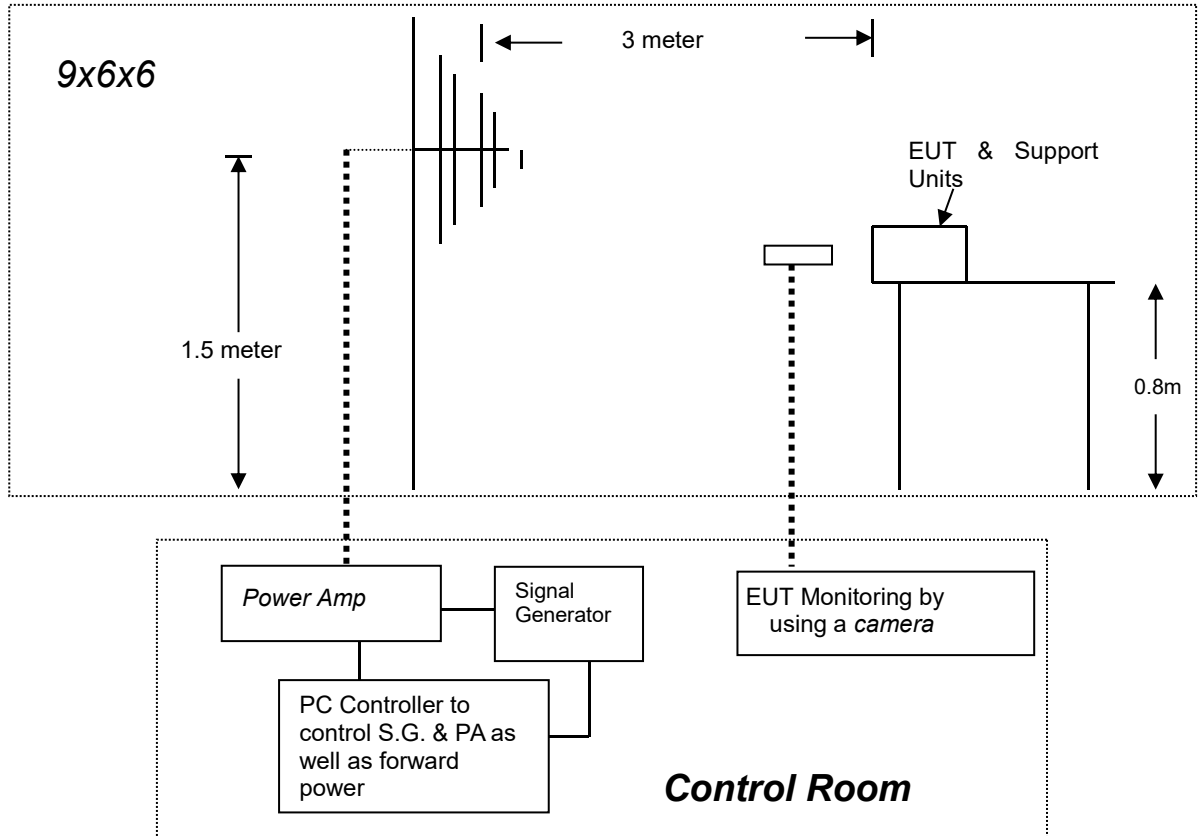 3 meter
9x6x6
EUT & Support
Units
1.5 meter
0.8m
Power Amp
Signal
Generator
EUT Monitoring by
using a camera
PC Controller to
control S.G. & PA as
well as forward
power
Control Room